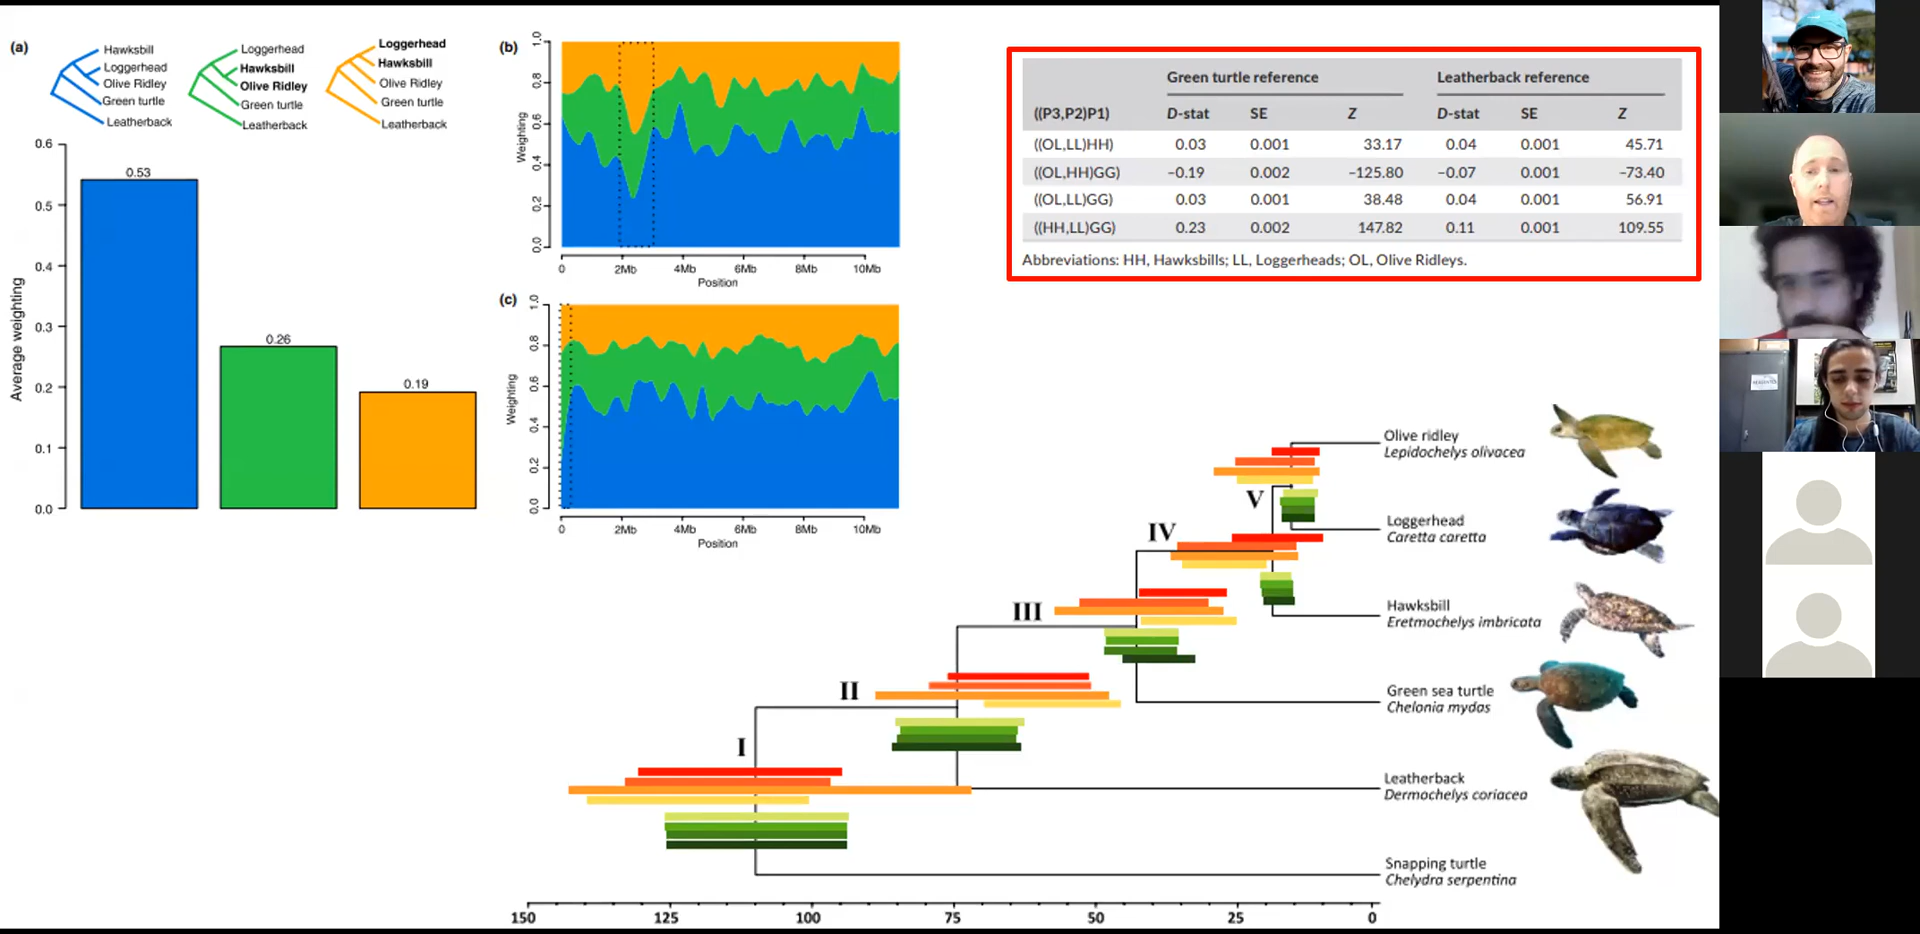 (a)
Hawksbill
Loggerhead
Olive Ridley
Green turtle
Leatherback
Loggerhead
Hawksbill
Olive Ridley
Green turtle
Leatherback
Loggerhead
Hawksbill
Olive Ridley
Green turtle
Leatherback
Average weighting
0.6
0.5
0.4
0.3
0.2
0.1
0.0
0.53
0.26
0.19
(b)
Weighting
1.0
0.8
0.6
0.4
0.2
0.0
0 2Mb 4Mb 6Mb 8Mb 10Mb
Position
(c)
Weighting
1.0
0.8
0.6
0.4
0.2
0.0
0 2Mb 4Mb 6Mb 8Mb 10Mb
Position
Green turtle reference Leatherback reference
((P3,P2)P1) D-stat SE Z D-stat SE Z
((OL,LL)HH) 0.03 0.001 33.17 0.04 0.001 45.71
((OL,HH)GG) −0.19 0.002 −125.80 −0.07 0.001 −73.40
((OL,LL)GG) 0.03 0.001 38.48 0.04 0.001 56.91
((HH,LL)GG) 0.23 0.002 147.82 0.11 0.001 109.55
Abbreviations: HH, Hawksbills; LL, Loggerheads; OL, Olive Ridleys.
Olive ridley
Lepidochelys olivacea
V
Loggerhead
Caretta caretta
IV
Hawksbill
Eretmochelys imbricata
III
Green sea turtle
Chelonia mydas
II
Leatherback
Dermochelys coriacea
I
Snapping turtle
Chelydra serpentina
150 125 100 75 50 25 0